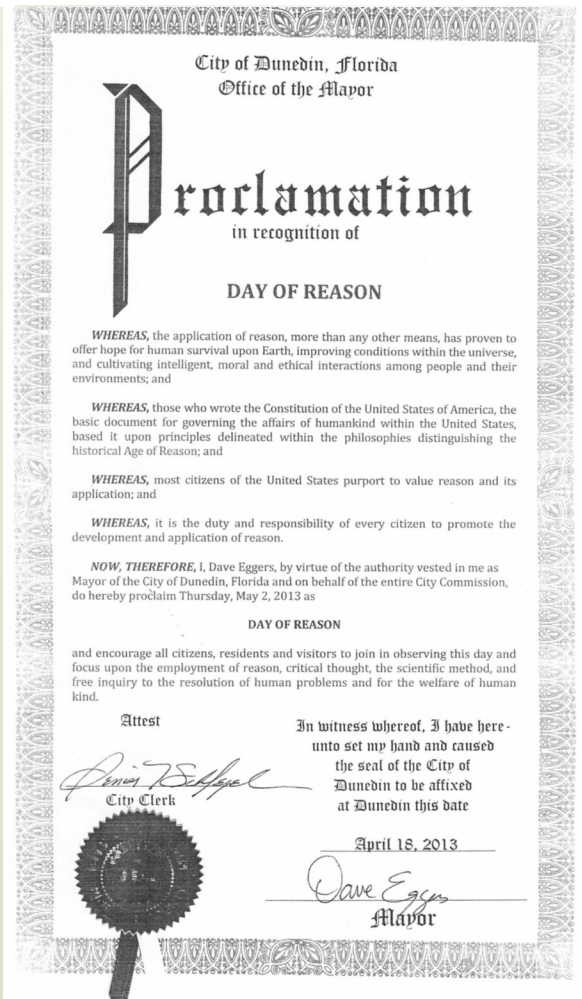 City of Dunedin, Florida
Office of the Mayor
Proclamation
in recognition of
DAY OF REASON
WHEREAS, the application of reason, more than any other means, has proven to
offer hope for human survival upon Earth, improving conditions within the universe,
and cultivating intelligent, moral and ethical interactions among people and their
environments; and
WHEREAS, those who wrote the Constitution of the United States of America, the
basic document for governing the affairs of humankind within the United States,
based it upon principles delineated within the philosophies distinguishing the
historical Age of Reason; and
WHEREAS, most citizens of the United States purport to value reason and its
application; and
WHEREAS, it is the duty and responsibility of every citizen to promote the
development and application of reason.
NOW, THEREFORE, I, Dave Eggers, by virtue of the authority vested in me as
Mayor of the City of Dunedin, Florida and on behalf of the entire City Commission,
do hereby proclaim Thursday, May 2, 2013 as
DAY OF REASON
and encourage all citizens, residents and visitors to join in observing this day and
focus upon the employment of reason, critical thought, the scientific method, and
free inquiry to the resolution of human problems and for the welfare of human
kind.
Attest
City Clerk
In witness whereof, I have here-
unto set my hand and caused
the seal of the City of
Dunedin to be affixed
at Dunedin this date
April 18, 2013
Dave Eggers
Mayor